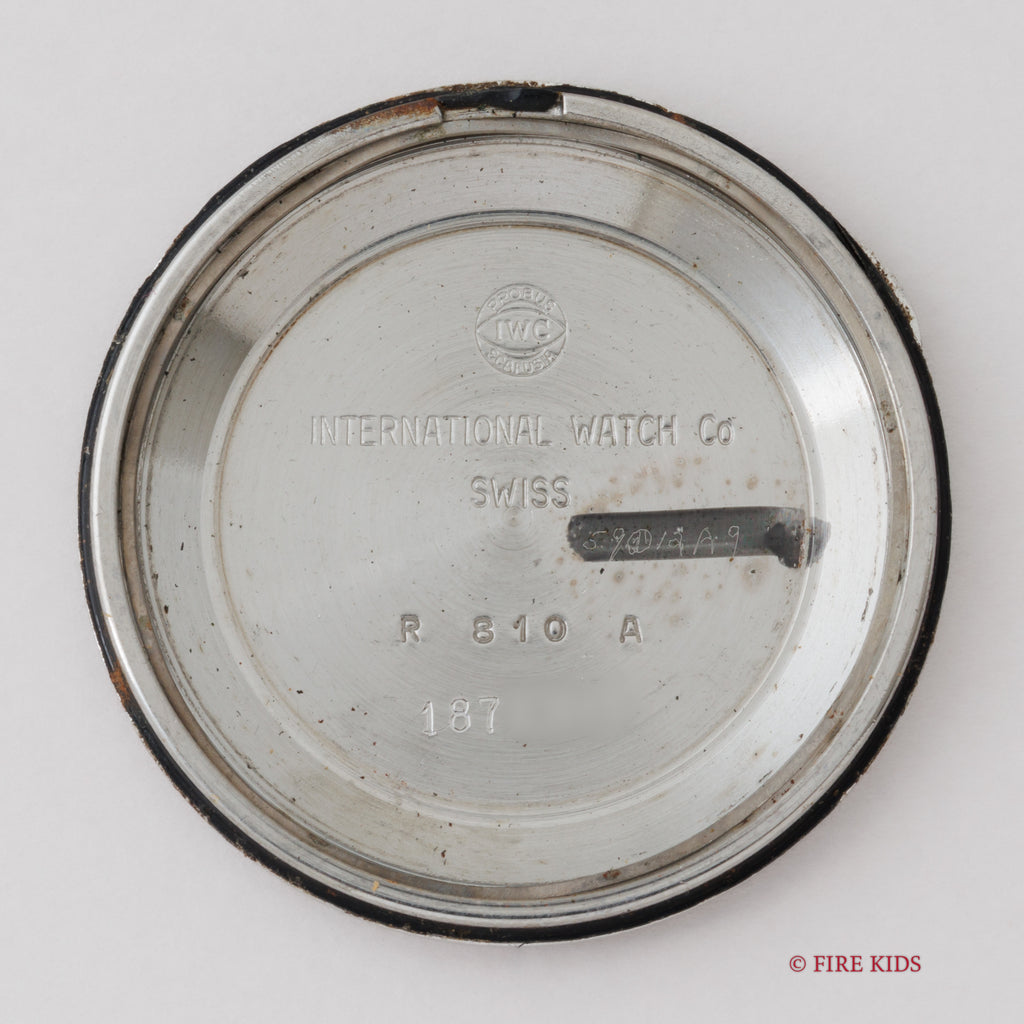 PROBUS
IWC
SCAFUSIA
INTERNATIONAL WATCH Co
SWISS
R 810 A
187
© FIRE KIDS